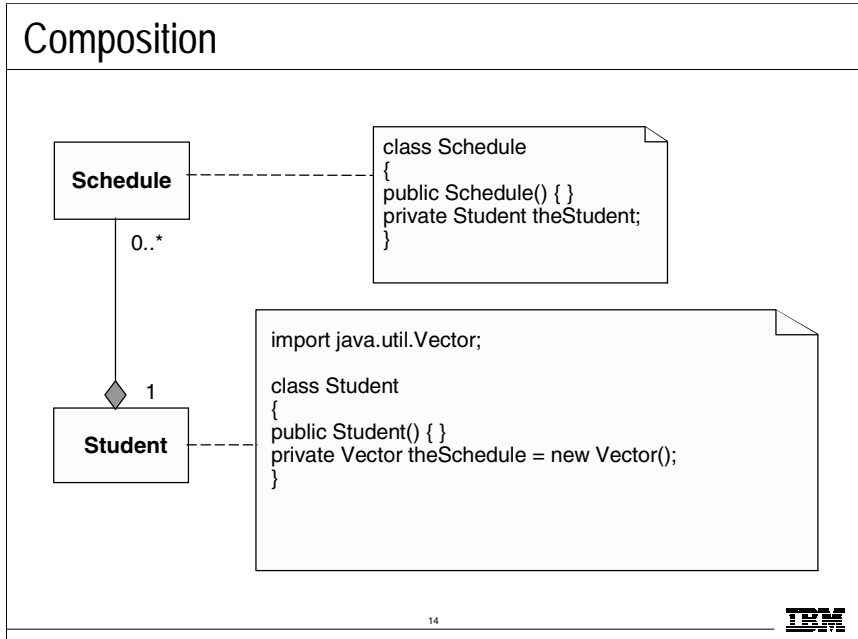 Composition
Schedule
class Schedule
{
public Schedule() { }
private Student theStudent;
}
0..*
import java.util.Vector;
class Student
{
public Student() { }
private Vector theSchedule = new Vector();
}
1
Student
14
IBM